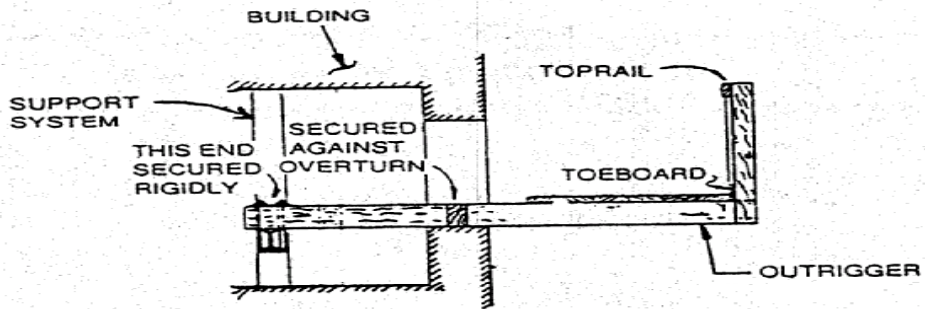 BUILDING
TOPRAIL
SUPPORT
SYSTEM
SECURED
AGAINST
OVERTURN
THIS END
SECURED
RIGIDLY
TOEBOARD
OUTRIGGER